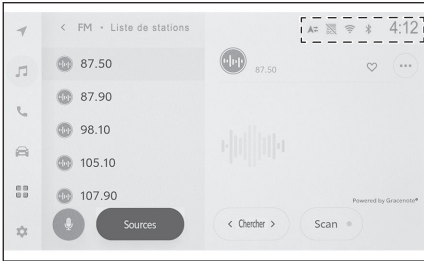 < FM • Liste de stations
A 4:12
87.50
87.50
87.90
98.10
105.10
107.90
Powered by Gracenote®
Sources
< Chercher >
Scan